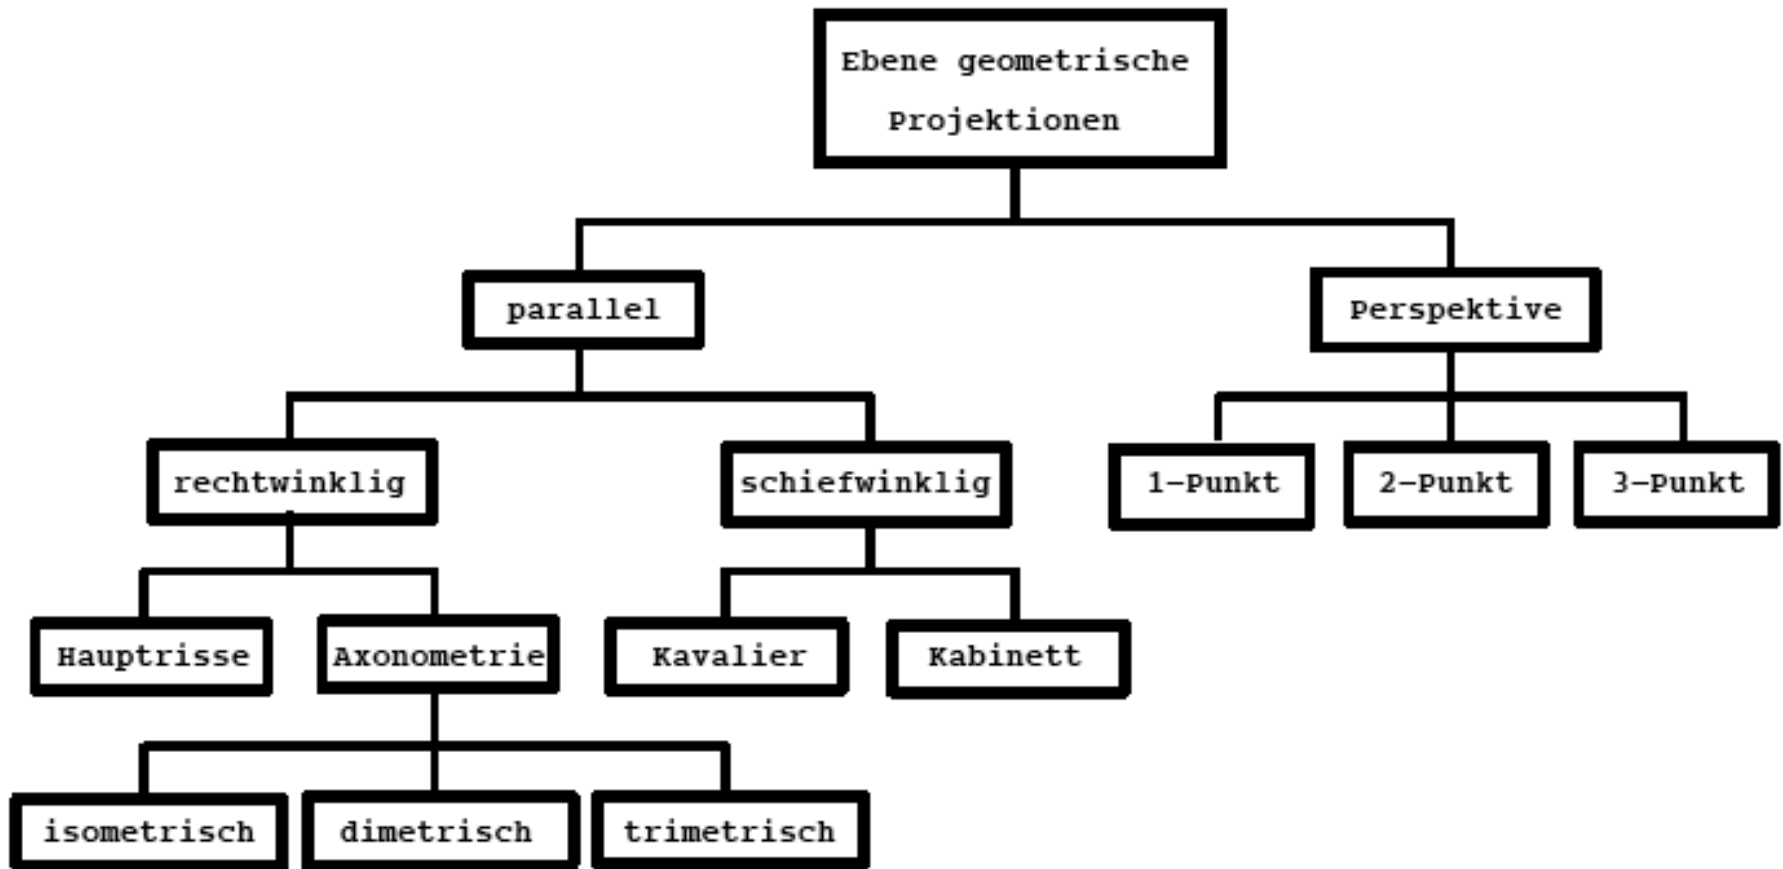 Ebene geometrische
Projektionen
parallel
Perspektive
rechtwinklig
schiefwinklig
1-Punkt
2-Punkt
3-Punkt
Hauptrisse
Axonometrie
Kavalier
Kabinett
isometrisch
dimetrisch
trimetrisch